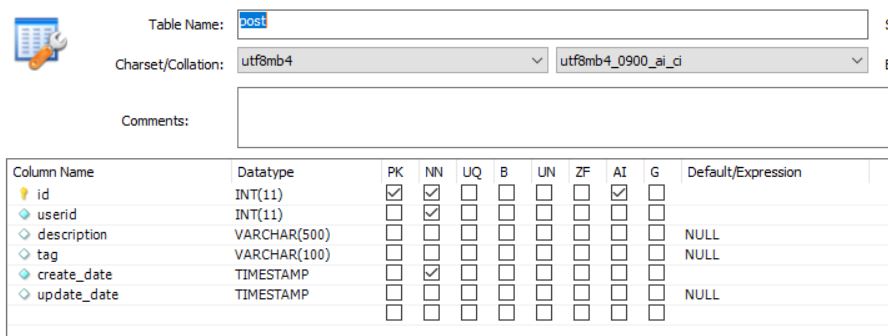 Table Name: post
Charset/Collation: utf8mb4 utf8mb4_0900_ai_ci
Comments:
Column Name Datatype PK NN UQ B UN ZF AI G Default/Expression
id INT(11)
userid INT(11)
description VARCHAR(500) NULL
tag VARCHAR(100) NULL
create_date TIMESTAMP
update_date TIMESTAMP NULL